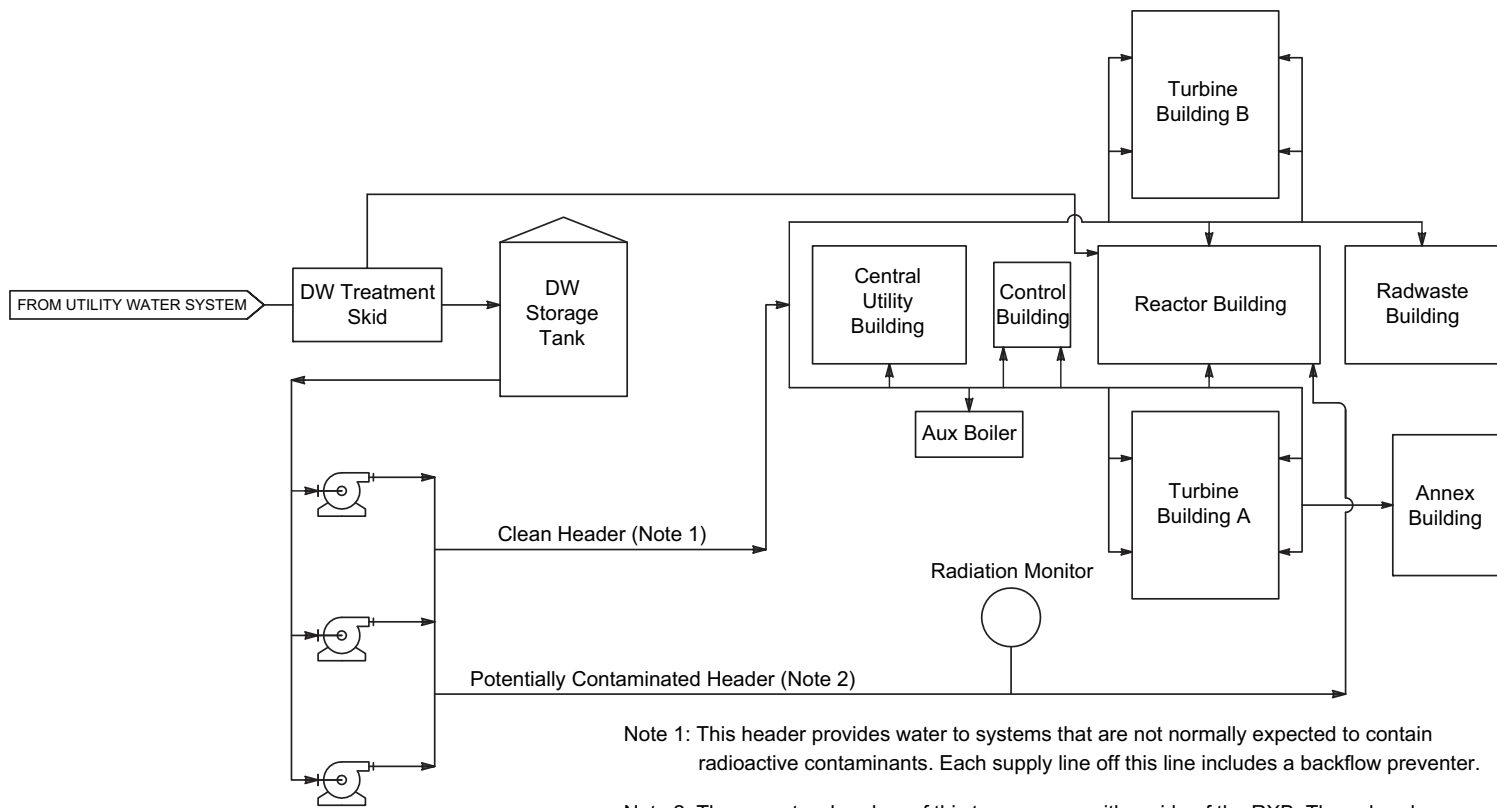 Turbine
Building B
FROM UTILITY WATER SYSTEM
DW Treatment
Skid
DW
Storage
Tank
Central
Utility
Building
Control
Building
Reactor Building
Radwaste
Building
Aux Boiler
Turbine
Building A
Annex
Building
Clean Header (Note 1)
Radiation Monitor
Potentially Contaminated Header (Note 2)
Note 1: This header provides water to systems that are not normally expected to contain
radioactive contaminants. Each supply line off this line includes a backflow preventer.